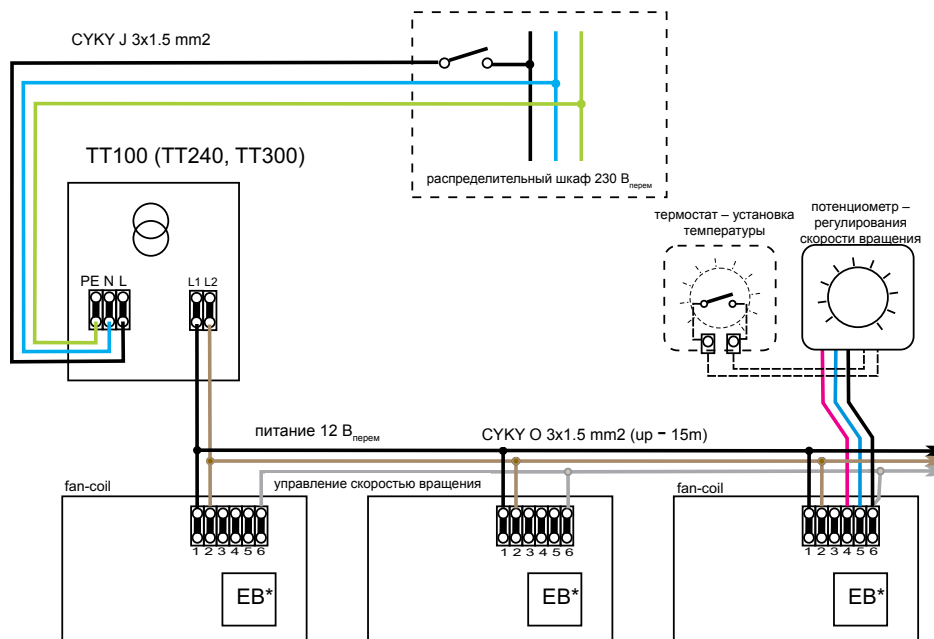 CYKY J 3x1.5 mm2
TT100 (TT240, TT300)
распределительный шкаф 230 Вперем
термостат – установка
температуры
потенциометр –
регулирования
скорости вращения
PE N L
L1 L2
питание 12 Вперем
CYKY O 3x1.5 mm2 (up - 15m)
fan-coil
управление скоростью вращения
fan-coil
1 2 3 4 5 6
1 2 3 4 5 6
1 2 3 4 5 6
EB*
EB*
EB*